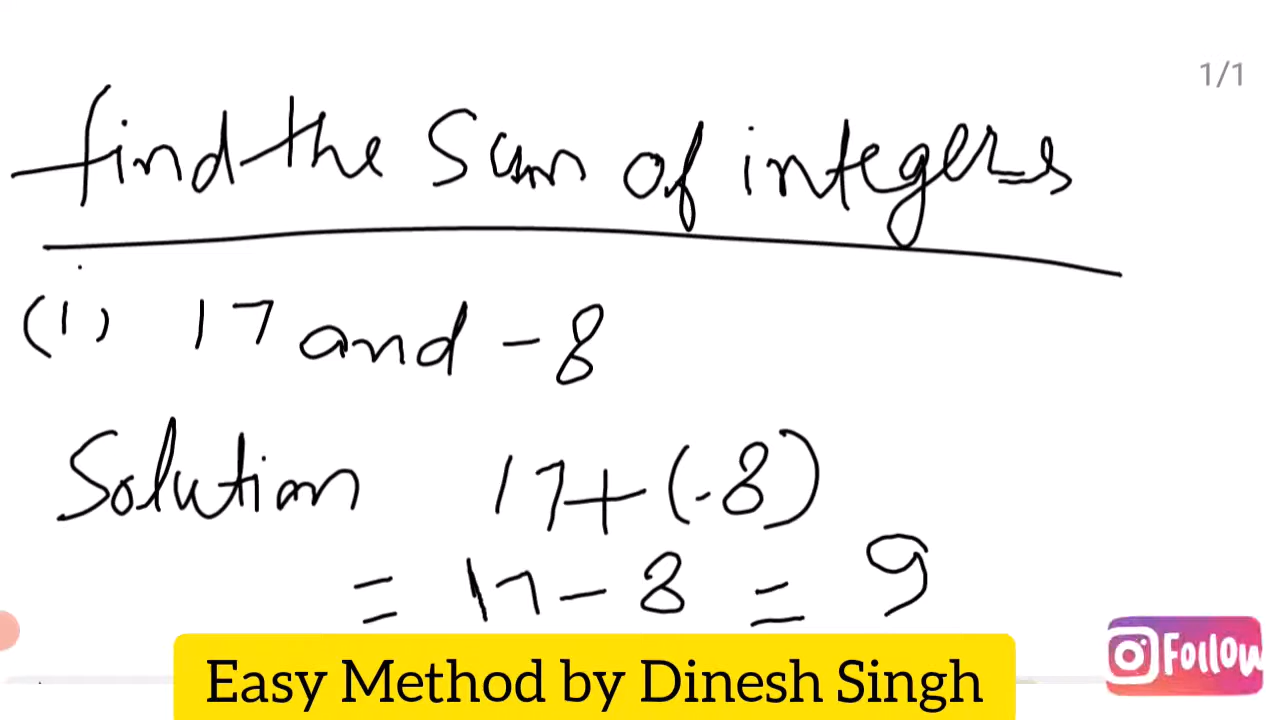 1/1
find the Sum of integers
(i) 17 and -8
Solution 17+(-8)
= 17-8 = 9
Easy Method by Dinesh Singh
Follow